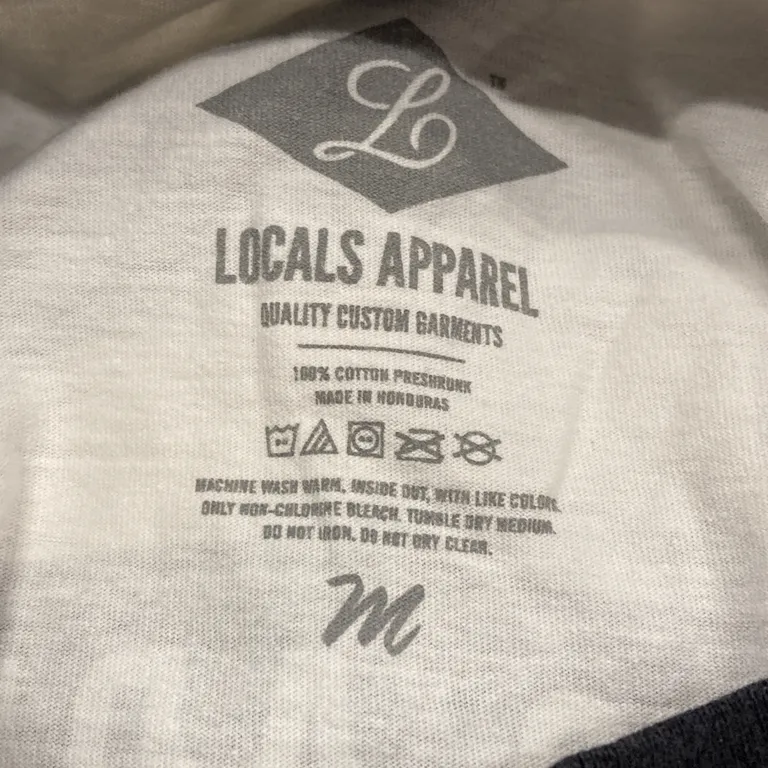 L
TM
LOCALS APPAREL
QUALITY CUSTOM GARMENTS
100% COTTON PRESHRUNK
MADE IN HONDURAS
MACHINE WASH WARM, INSIDE OUT, WITH LIKE COLORS.
ONLY NON-CHLORINE BLEACH. TUMBLE DRY MEDIUM.
DO NOT IRON. DO NOT DRY CLEAN.
M